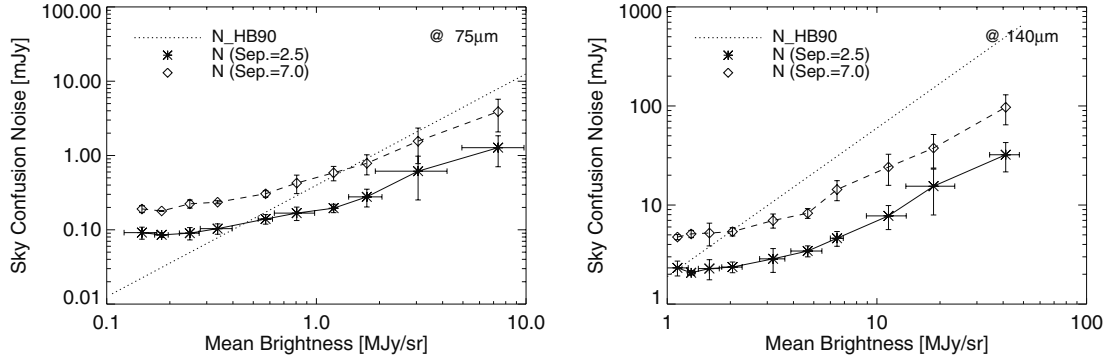 100.00
10.00
1.00
0.10
0.01
Sky Confusion Noise [mJy]
N_HB90
N (Sep.=2.5)
N (Sep.=7.0)
@ 75μm
0.1
1.0
10.0
Mean Brightness [MJy/sr]
1000
100
10
1
Sky Confusion Noise [mJy]
N_HB90
N (Sep.=2.5)
N (Sep.=7.0)
@ 140μm
1
10
100
Mean Brightness [MJy/sr]